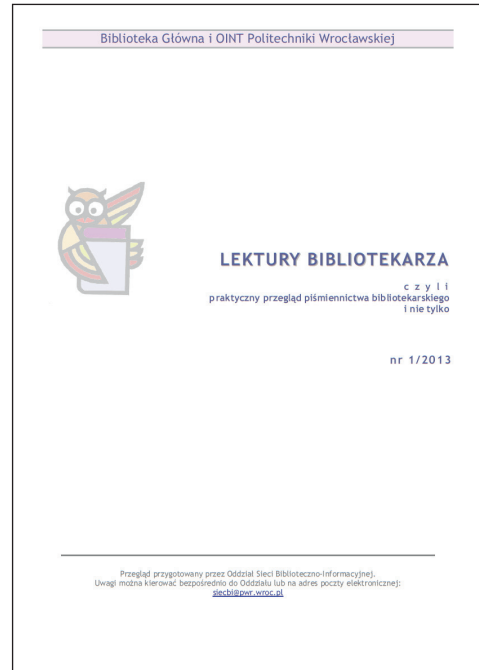 Biblioteka Główna i OINT Politechniki Wrocławskiej
LEKTURY BIBLIOTEKARZA
c z y l i
praktyczny przegląd piśmiennictwa bibliotekarskiego
i nie tylko
nr 1/2013
Przegląd przygotowany przez Oddział Sieci Biblioteczno-Informacyjnej.
Uwagi można kierować bezpośrednio do Oddziału lub na adres poczty elektronicznej:
siecbi@pwr.wroc.pl